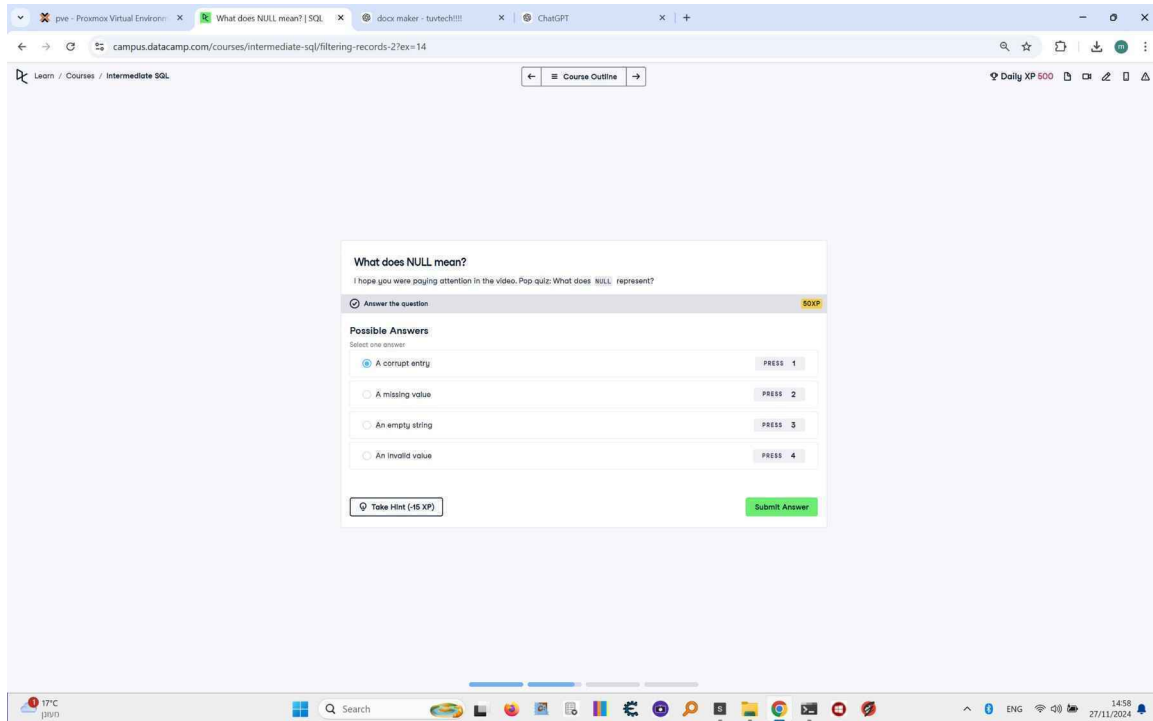 pve - Proxmox Virtual Environm
What does NULL mean? | SQL
docx maker - tuvtech!!!!
ChatGPT
campus.datacamp.com/courses/intermediate-sql/filtering-records-2?ex=14
m
Learn / Courses / Intermediate SQL
Course Outline
Daily XP 500
What does NULL mean?
I hope you were paying attention in the video. Pop quiz: What does NULL represent?
Answer the question
50XP
Possible Answers
Select one answer
A corrupt entry
PRESS 1
A missing value
PRESS 2
An empty string
PRESS 3
An invalid value
PRESS 4
Take Hint (-15 XP)
Submit Answer
1
17°C
מעונן
Search
ENG
14:58
27/11/2024